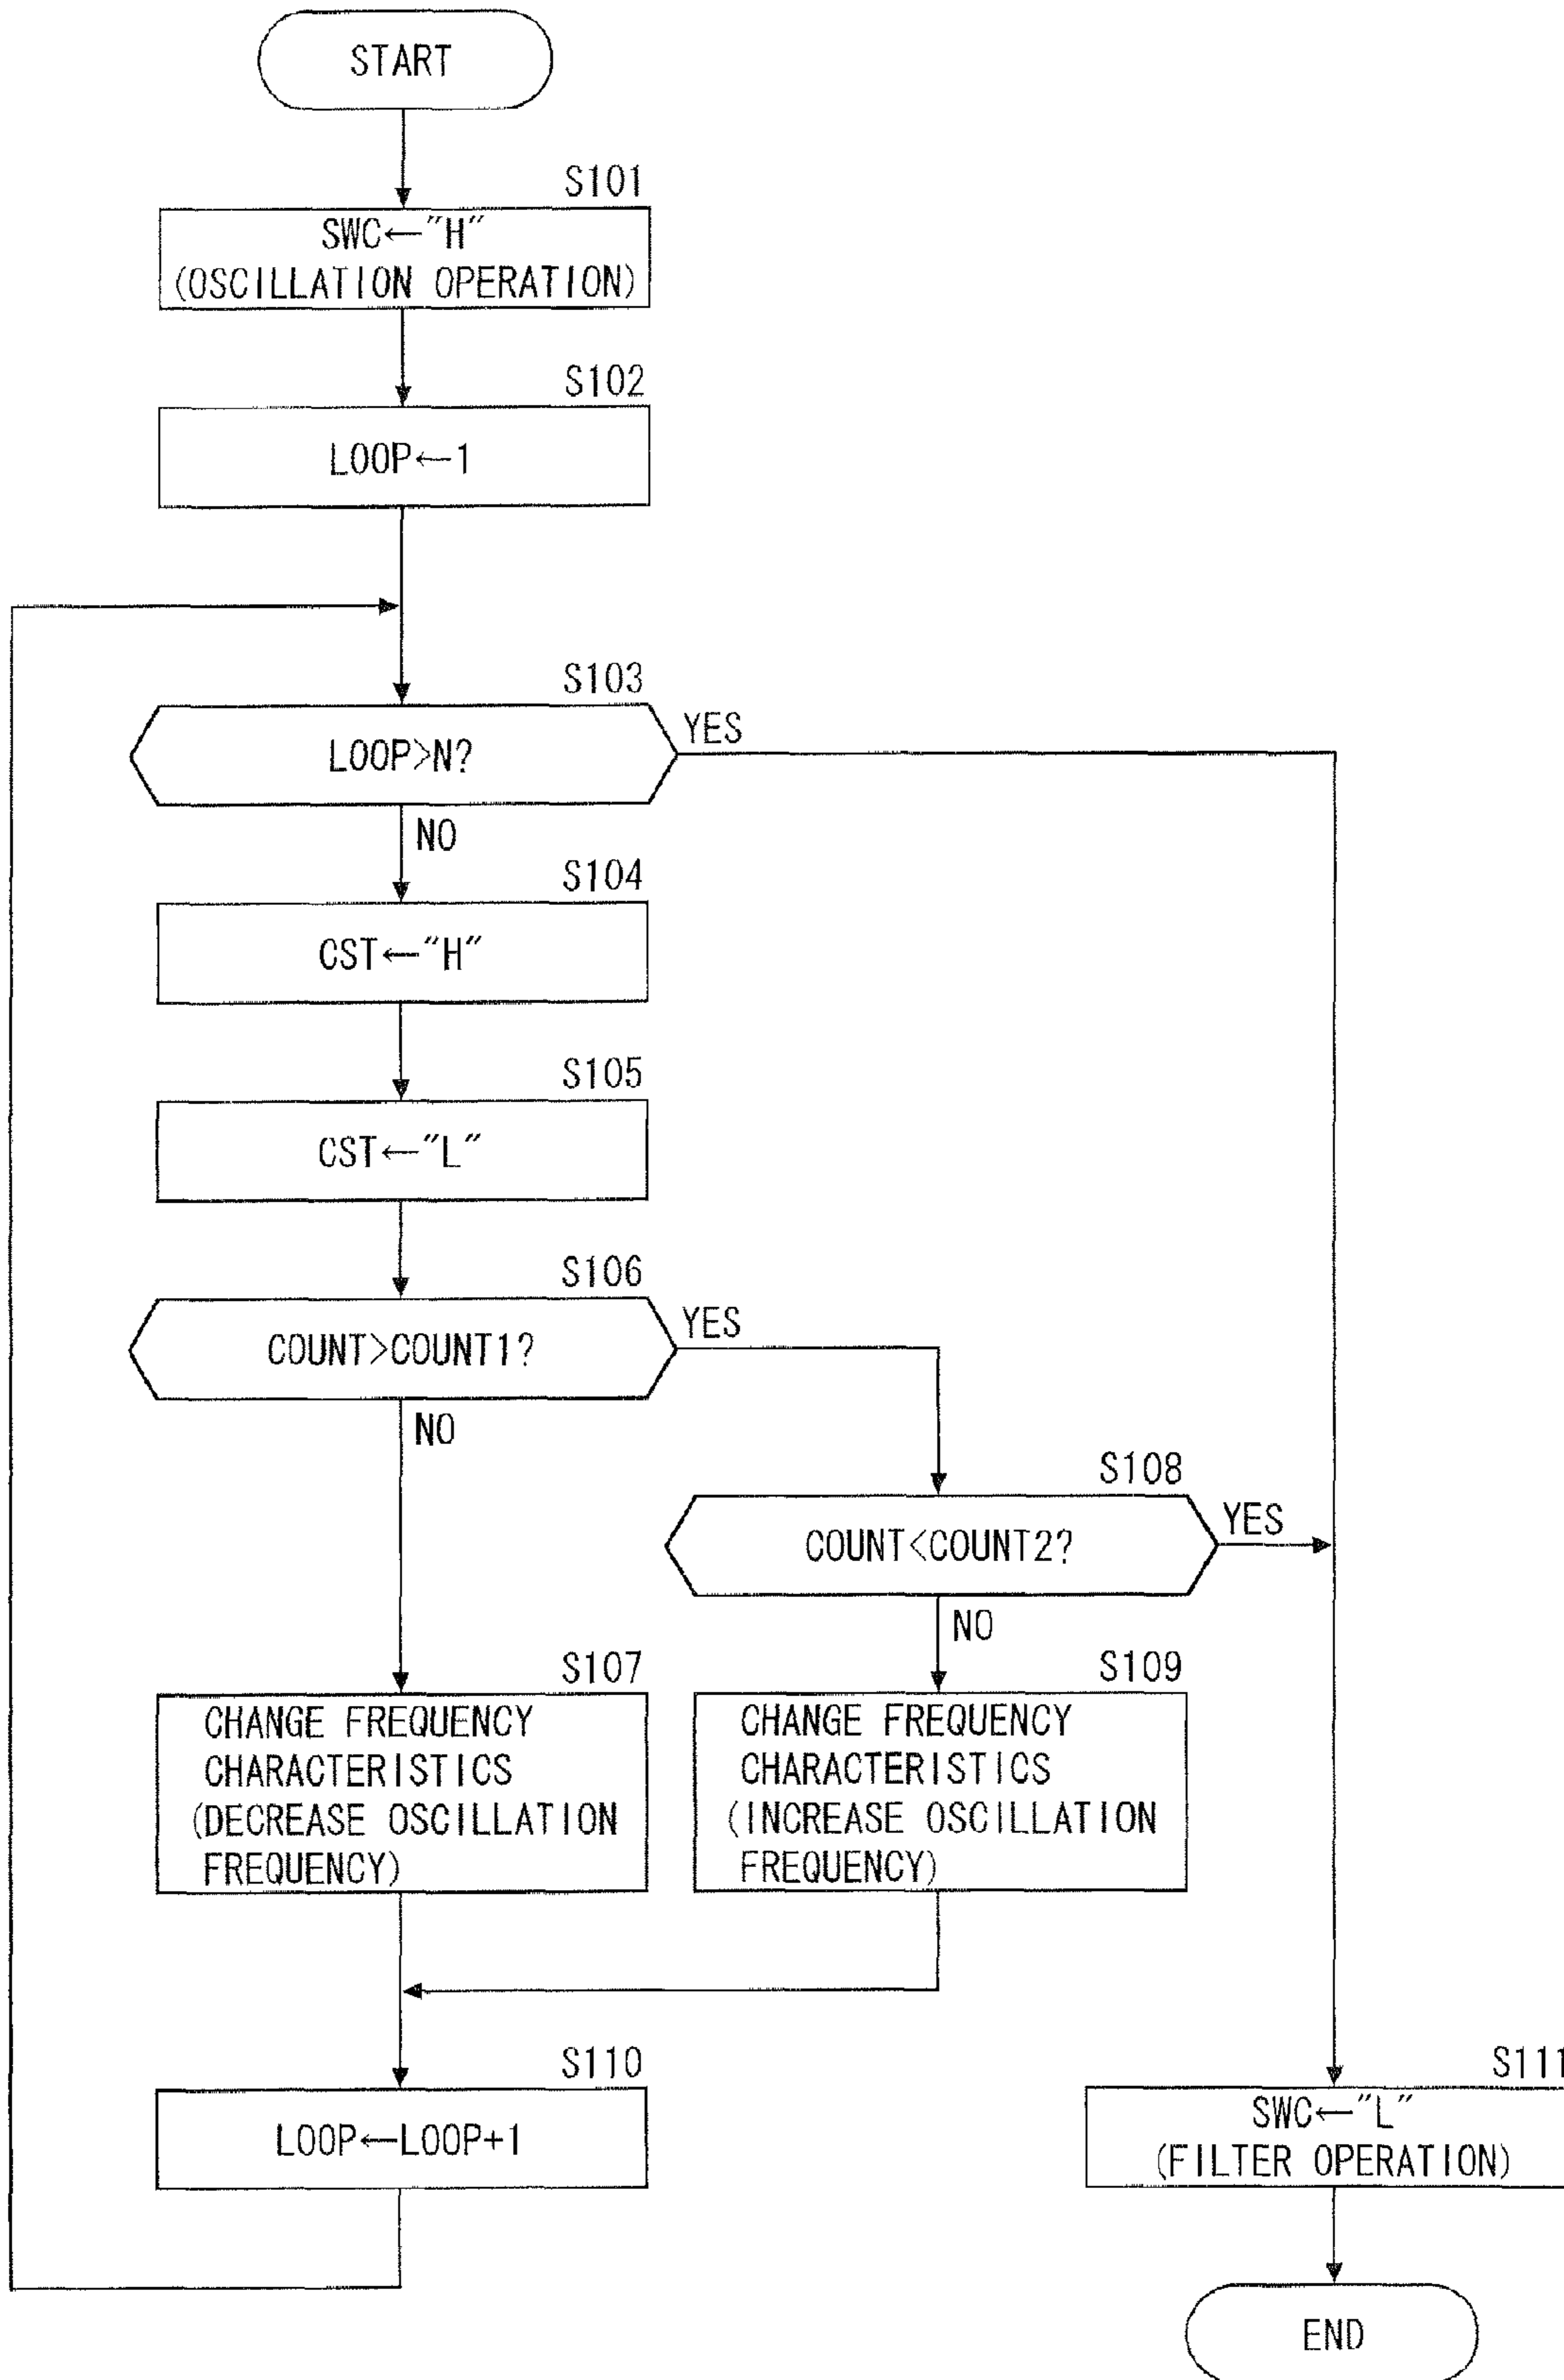 START
S101
SWC←"H"
(OSCILLATION OPERATION)
S102
LOOP←1
S103
LOOP>N?
YES
NO
S104
CST←"H"
S105
CST←"L"
S106
COUNT>COUNT1?
YES
NO
S108
COUNT<COUNT2?
YES
NO
S107
CHANGE FREQUENCY
CHARACTERISTICS
(DECREASE OSCILLATION
FREQUENCY)
S109
CHANGE FREQUENCY
CHARACTERISTICS
(INCREASE OSCILLATION
FREQUENCY)
S110
LOOP←LOOP+1
S111
SWC←"L"
(FILTER OPERATION)
END